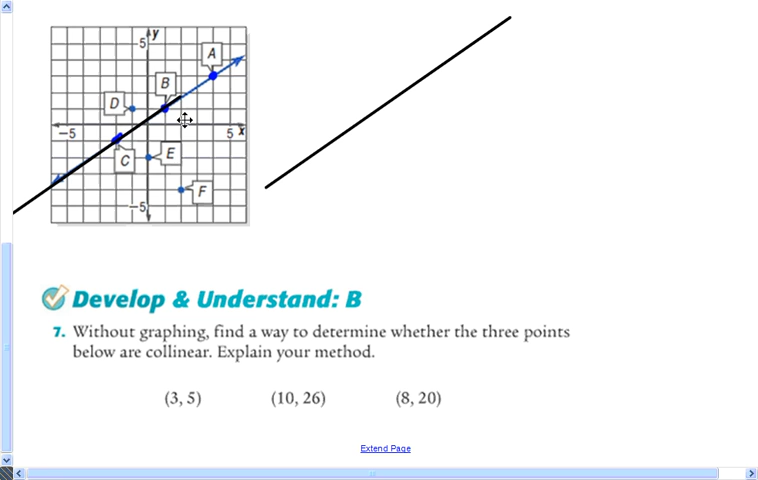 y
5
A
B
D
-5
5 x
C
E
F
-5
Develop & Understand: B
7. Without graphing, find a way to determine whether the three points
below are collinear. Explain your method.
(3, 5) (10, 26) (8, 20)
Extend Page